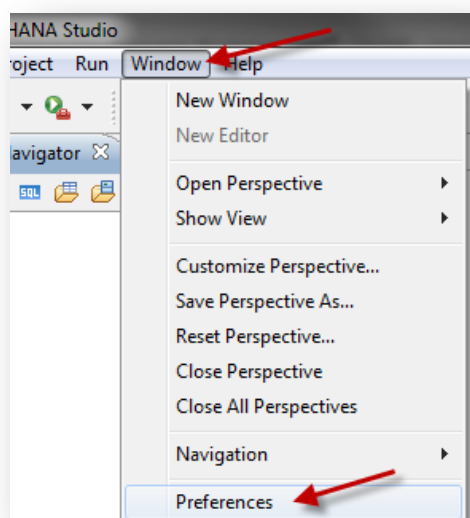 HANA Studio
roject Run Window Help
avigator
SQL
New Window
New Editor
Open Perspective
Show View
Customize Perspective...
Save Perspective As...
Reset Perspective...
Close Perspective
Close All Perspectives
Navigation
Preferences